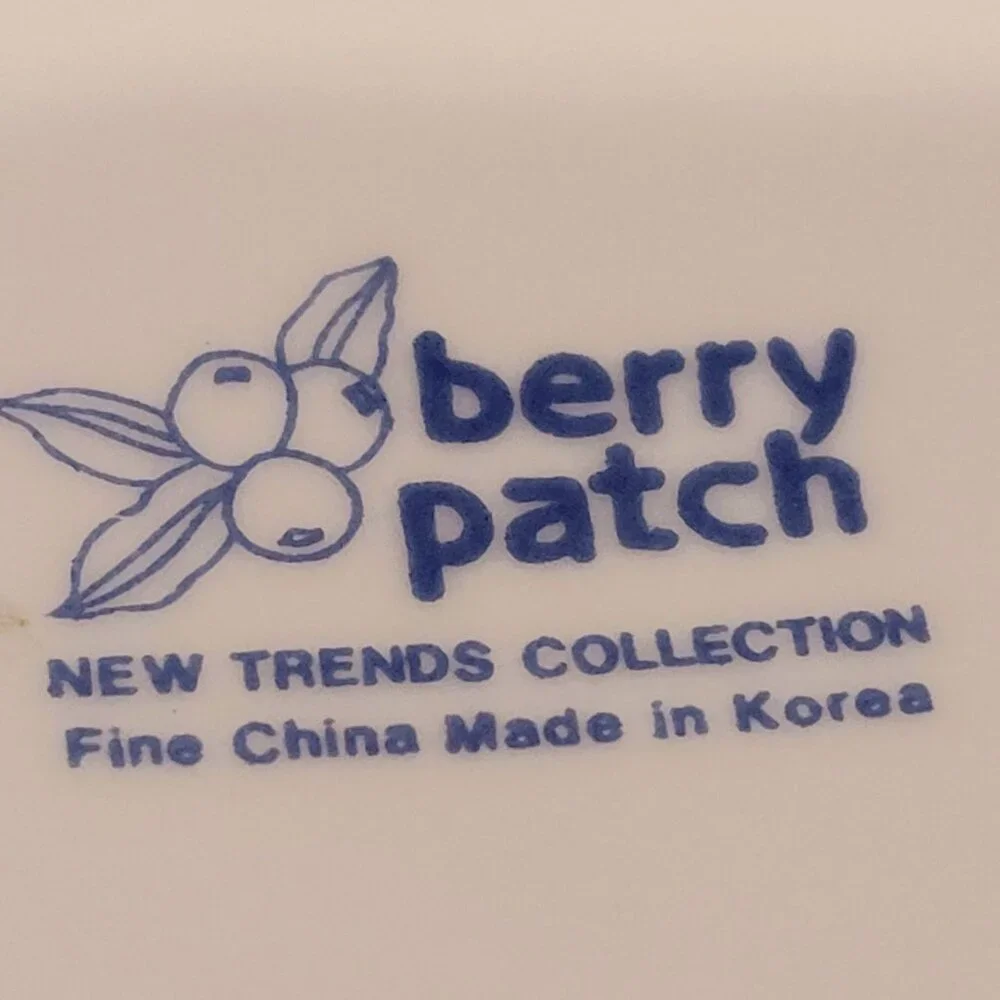 berry
patch
NEW TRENDS COLLECTION
Fine China Made in Korea